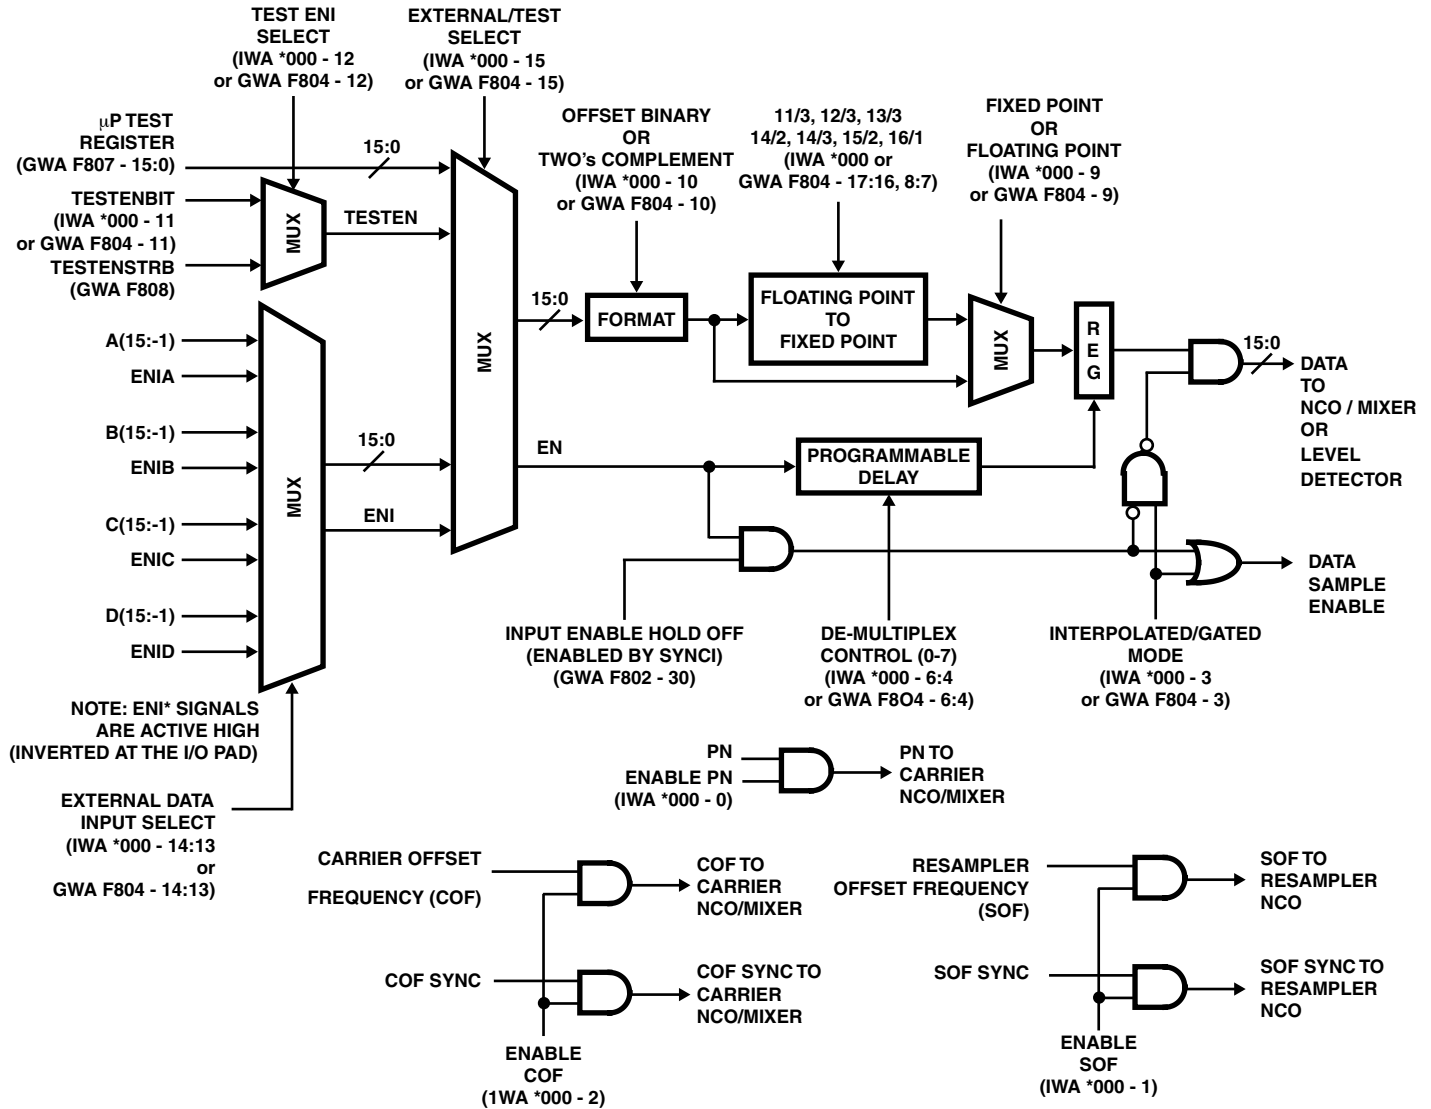 TEST ENI
SELECT
(IWA *000 - 12
or GWA F804 - 12)
EXTERNAL/TEST
SELECT
(IWA *000 - 15
or GWA F804 - 15)
µP TEST
REGISTER
(GWA F807 - 15:0)
15:0
OFFSET BINARY
OR
TWO's COMPLEMENT
(IWA *000 - 10
or GWA F804 - 10)
11/3, 12/3, 13/3
14/2, 14/3, 15/2, 16/1
(IWA *000 or
GWA F804 - 17:16, 8:7)
FIXED POINT
OR
FLOATING POINT
(IWA *000 - 9
or GWA F804 - 9)
TESTENBIT
(IWA *000 - 11
or GWA F804 - 11)
TESTENSTRB
(GWA F808)
MUX
TESTEN
MUX
15:0
FORMAT
FLOATING POINT
TO
FIXED POINT
MUX
R
E
G
15:0
DATA
TO
NCO / MIXER
OR
LEVEL
DETECTOR
A(15:-1)
ENIA
B(15:-1)
ENIB
C(15:-1)
ENIC
D(15:-1)
ENID
MUX
15:0
ENI
EN
PROGRAMMABLE
DELAY
DATA
SAMPLE
ENABLE
INPUT ENABLE HOLD OFF
(ENABLED BY SYNCI)
(GWA F802 - 30)
DE-MULTIPLEX
CONTROL (0-7)
(IWA *000 - 6:4
or GWA F8O4 - 6:4)
INTERPOLATED/GATED
MODE
(IWA *000 - 3
or GWA F804 - 3)
NOTE: ENI* SIGNALS
ARE ACTIVE HIGH
(INVERTED AT THE I/O PAD)
EXTERNAL DATA
INPUT SELECT
(IWA *000 - 14:13
or
GWA F804 - 14:13)
PN
ENABLE PN
(IWA *000 - 0)
PN TO
CARRIER
NCO/MIXER
CARRIER OFFSET
FREQUENCY (COF)
COF TO
CARRIER
NCO/MIXER
COF SYNC
COF SYNC TO
CARRIER
NCO/MIXER
ENABLE
COF
(1WA *000 - 2)
RESAMPLER
OFFSET FREQUENCY
(SOF)
SOF TO
RESAMPLER
NCO
SOF SYNC
SOF SYNC TO
RESAMPLER
NCO
ENABLE
SOF
(IWA *000 - 1)